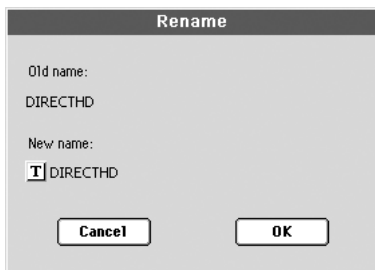 Rename
Old name:
DIRECTHD
New name:
T DIRECTHD
Cancel OK